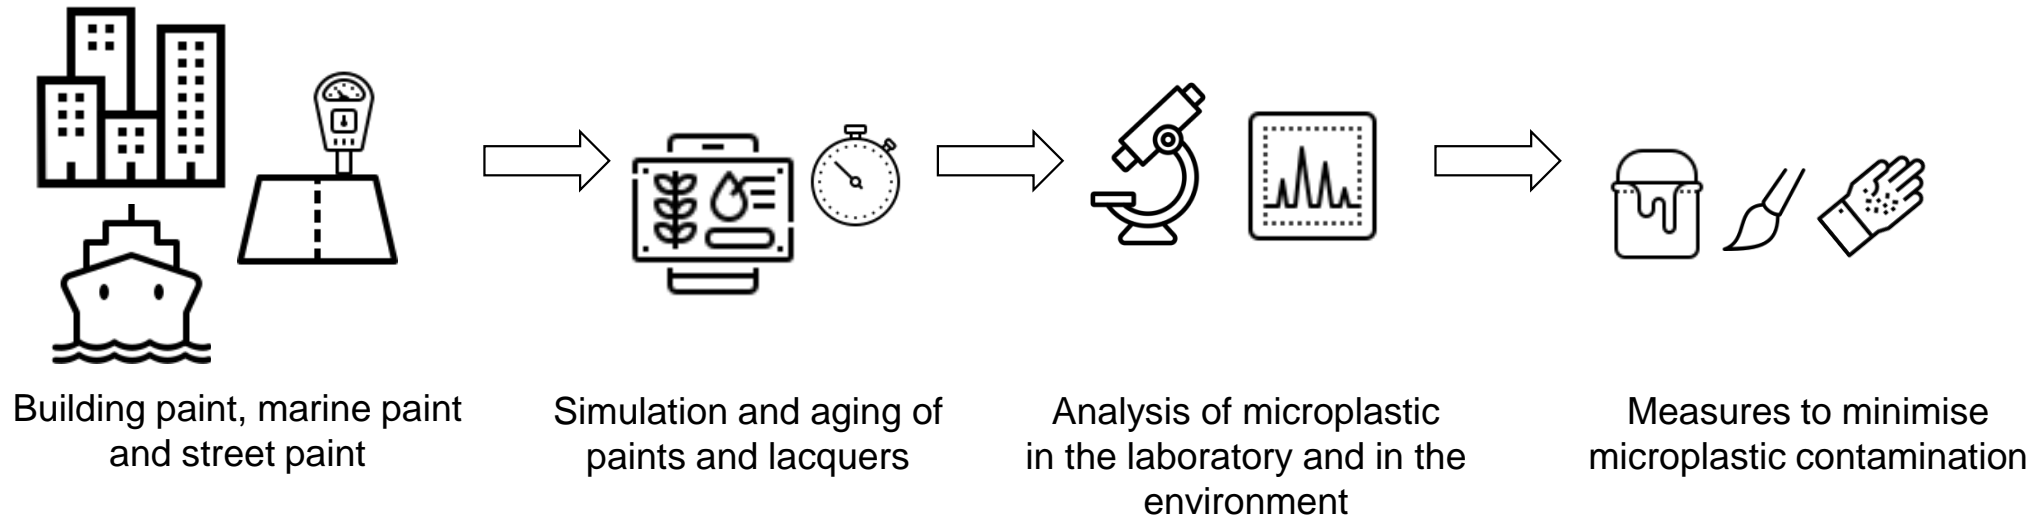 Building paint, marine paint
and street paint
Simulation and aging of
paints and lacquers
Analysis of microplastic
in the laboratory and in the
environment
Measures to minimise
microplastic contamination